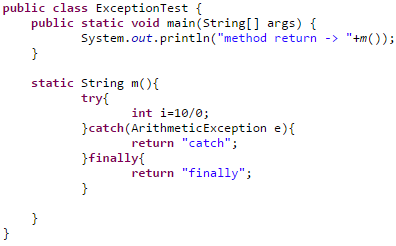 public class ExceptionTest {
    public static void main(String[] args) {
            System.out.println("method return -> "+m());
    }

    static String m(){
            try{
                    int i=10/0;
            }catch(ArithmeticException e){
                    return "catch";
            }finally{
                    return "finally";
            }

    }
}